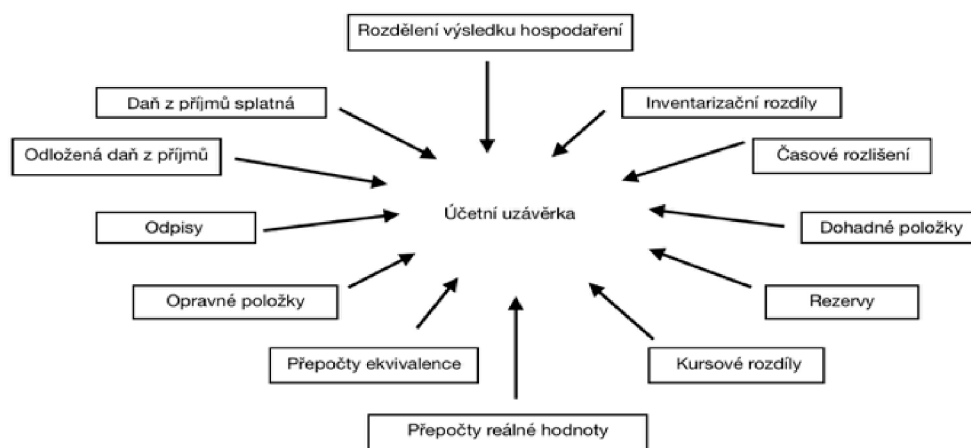 Rozdělení výsledku hospodaření
Daň z příjmů splatná
Inventarizační rozdíly
Odložená daň z příjmů
Časové rozlišení
Účetní uzávěrka
Odpisy
Dohadné položky
Opravné položky
Rezervy
Přepočty ekvivalence
Kursové rozdíly
Přepočty reálné hodnoty